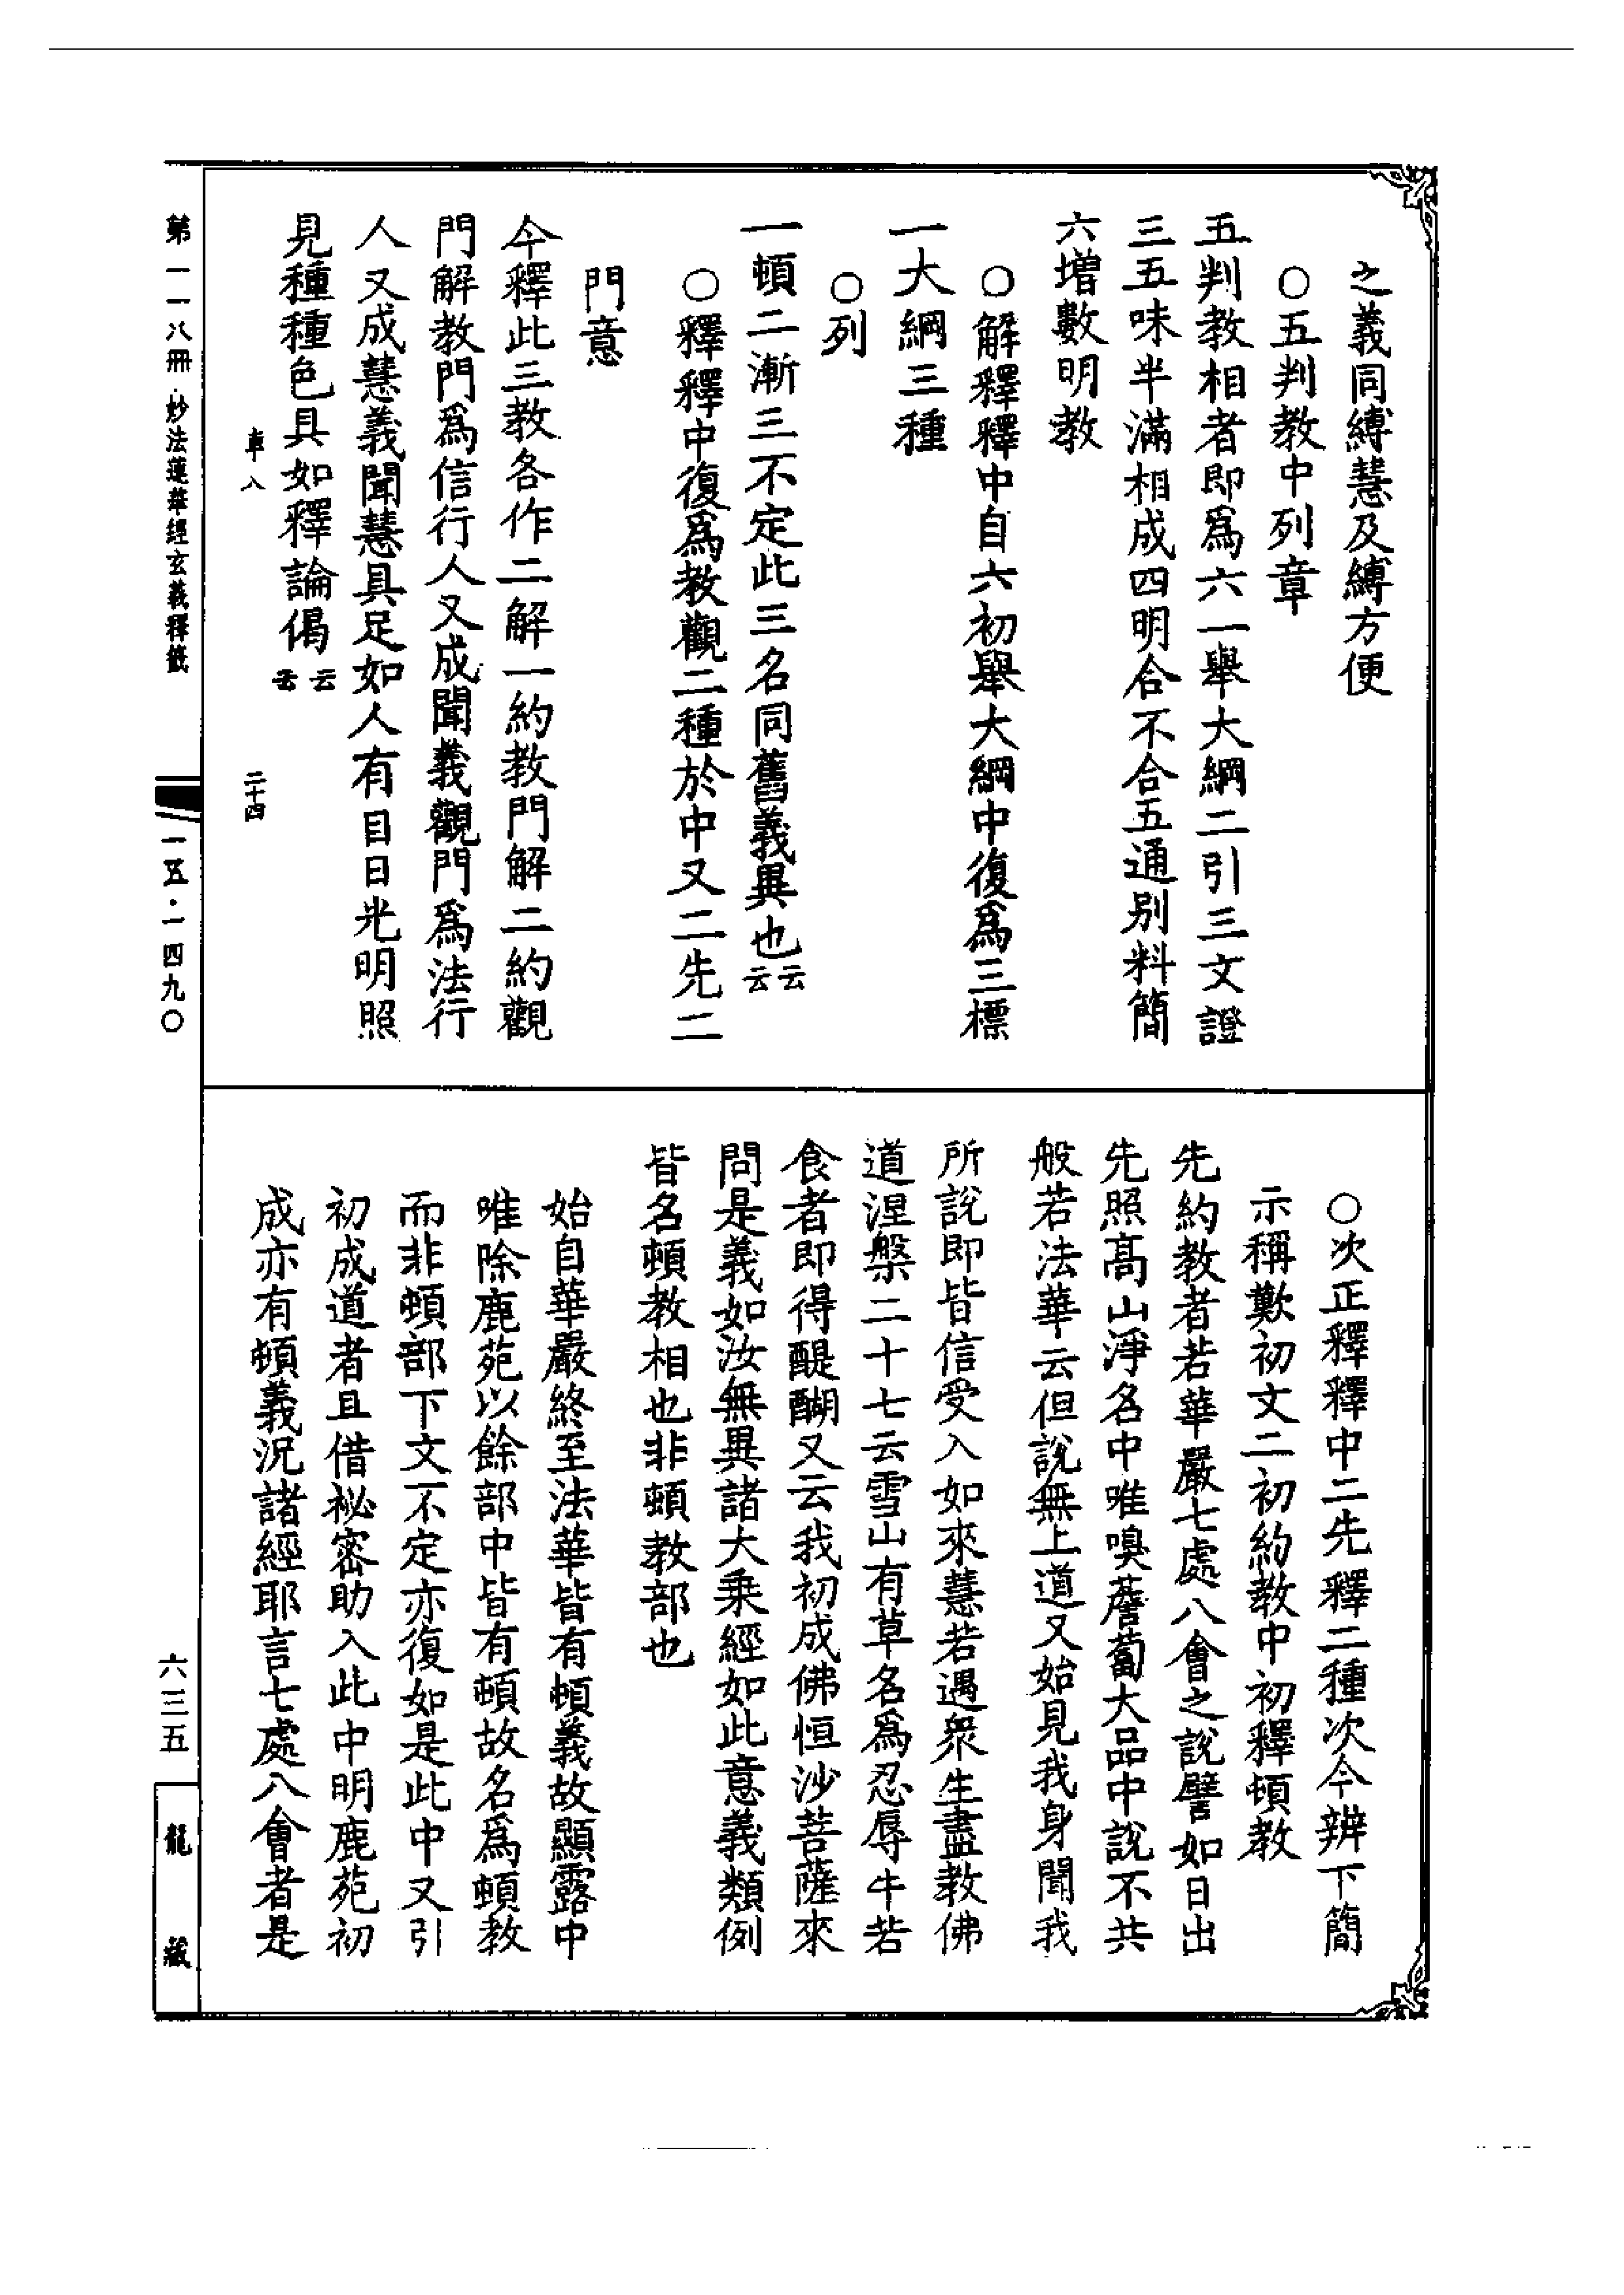 之義同縛慧及縛方便
○五判教中列章
五判教相者即爲六一舉大綱二引三文證
三五味半滿相成四明合不合五通別料簡
六增數明教
○解釋釋中自六初舉大綱中復爲三標
一大綱三種
○列
一頓二漸三不定此三名同舊義異也云云
○釋釋中復爲教觀二種於中又二先二
門意
今釋此三教各作二解一約教門解二約觀
門解教門爲信行人又成聞義觀門爲法行
人又成慧義聞慧具足如人有目日光明照
見種種色具如釋論偈云云
車八
二十四
○次正釋釋中二先釋二種次今辨下簡
示稱歎初文二初約教中初釋頓教
先約教者若華嚴七處八會之說譬如日出
先照高山淨名中唯嗅薝蔔大品中說不共
般若法華云但說無上道又始見我身聞我
所說即皆信受入如來慧若遇衆生盡教佛
道涅槃二十七云雪山有草名爲忍辱牛若
食者即得醍醐又云我初成佛恒沙菩薩來
問是義如汝無異諸大乘經如此意義類例
皆名頓教相也非頓教部也
始自華嚴終至法華皆有頓義故顯露中
唯除鹿苑以餘部中皆有頓故名爲頓教
而非頓部下文不定亦復如是此中又引
初成道者且借祕密助入此中明鹿苑初
成亦有頓義況諸經耶言七處八會者是
第一一八冊·妙法蓮華經玄義釋籤
一五·一四九〇
六三五
龍藏